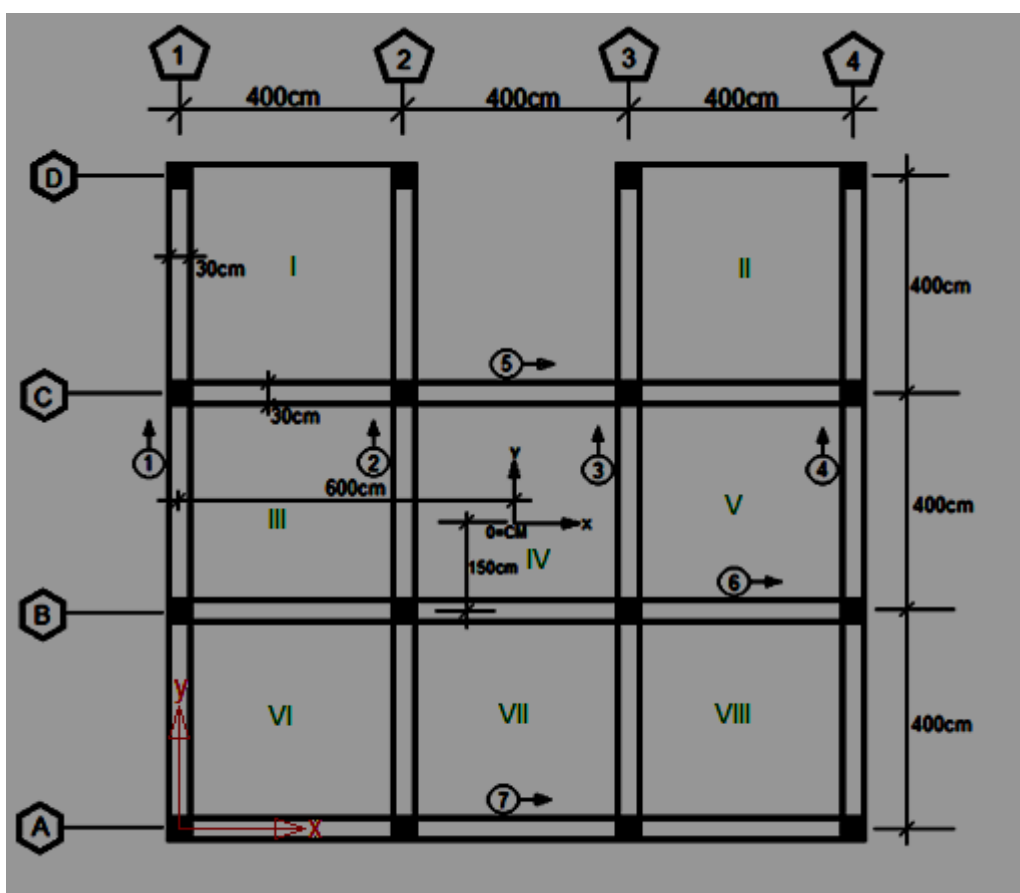 1 2 3 4
400cm 400cm 400cm
D
30cm I II 400cm
5
C
30cm
1 2 3 4
Y
600cm
III V 400cm
0=CM x
150cm IV
6
B
y
VI VII VIII 400cm
7
A X